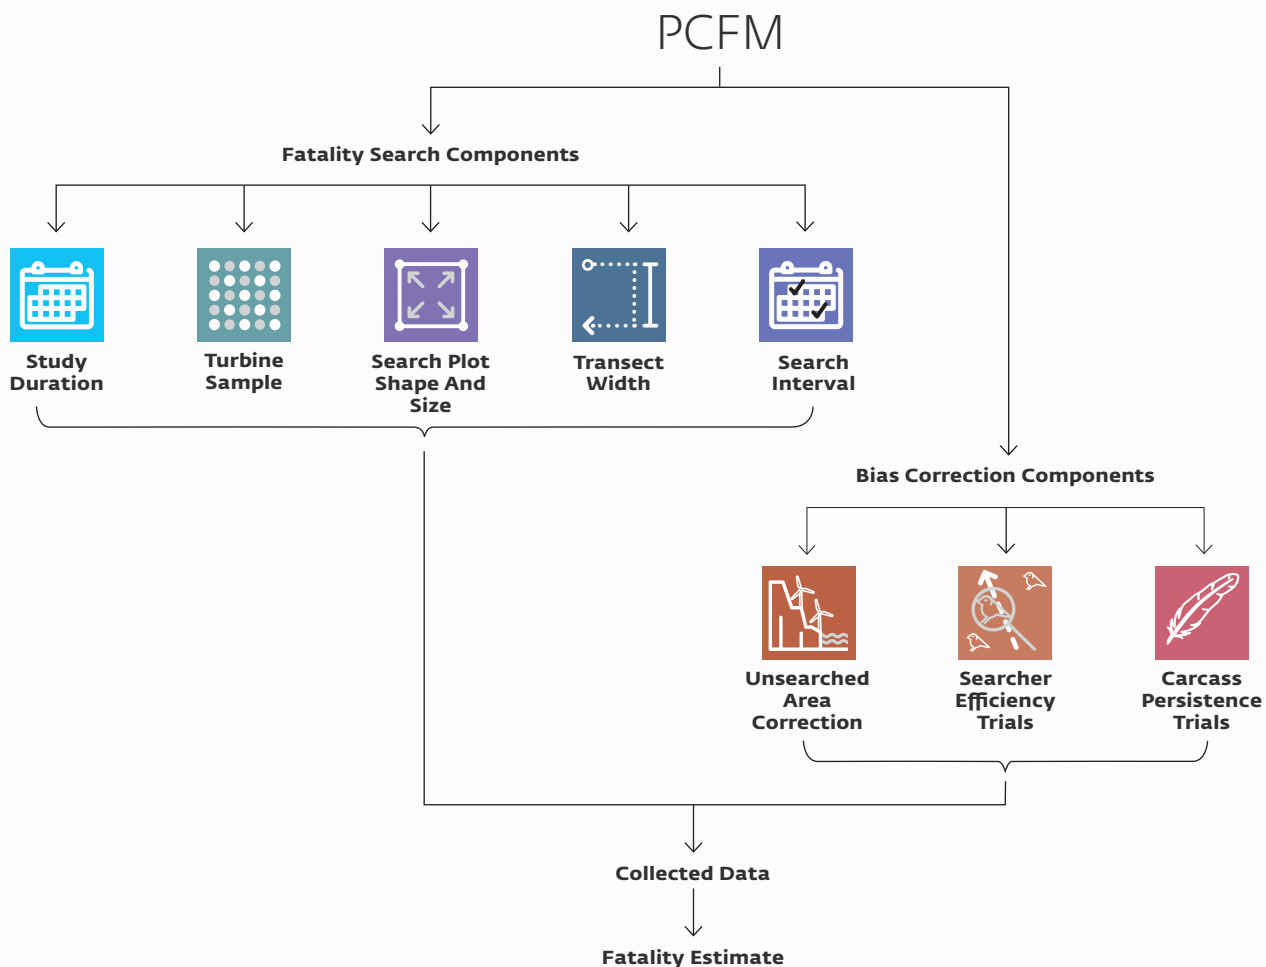 PCFM
Fatality Search Components
Study
Duration
Turbine
Sample
Search Plot
Shape And
Size
Transect
Width
Search
Interval
Bias Correction Components
Unsearched
Area
Correction
Searcher
Efficiency
Trials
Carcass
Persistence
Trials
Collected Data
Fatality Estimate